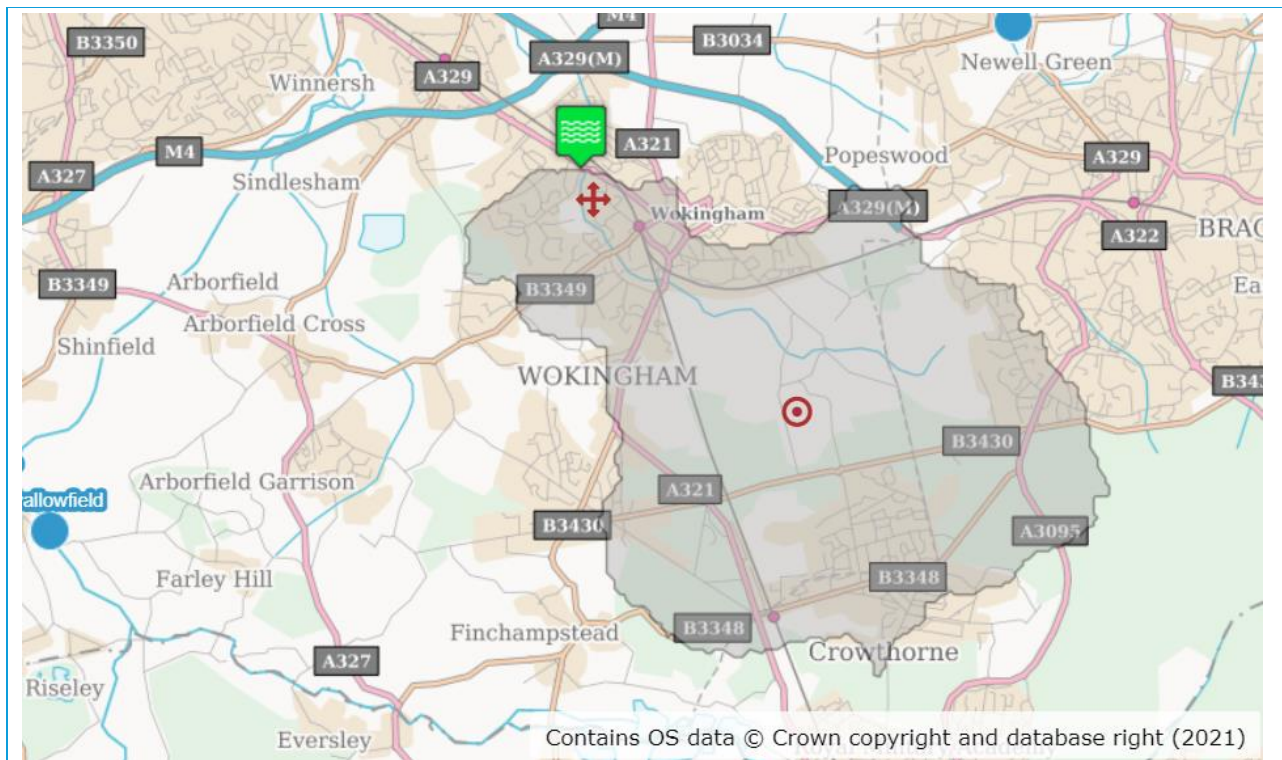 M4
B3350
B3034
A329(M)
Newell Green
A329
Winnersh
A321
Popeswood
A329
M4
A327
Sindlesham
Wokingham
A329(M)
BRAC
A322
Arborfield
B3349
B3349
Ea
Arborfield Cross
Shinfield
WOKINGHAM
B343
B3430
Arborfield Garrison
A321
allowfield
B3430
A3095
Farley Hill
B3348
Finchampstead
B3348
Crowthorne
A327
Riseley
Eversley
Contains OS data © Crown copyright and database right (2021)